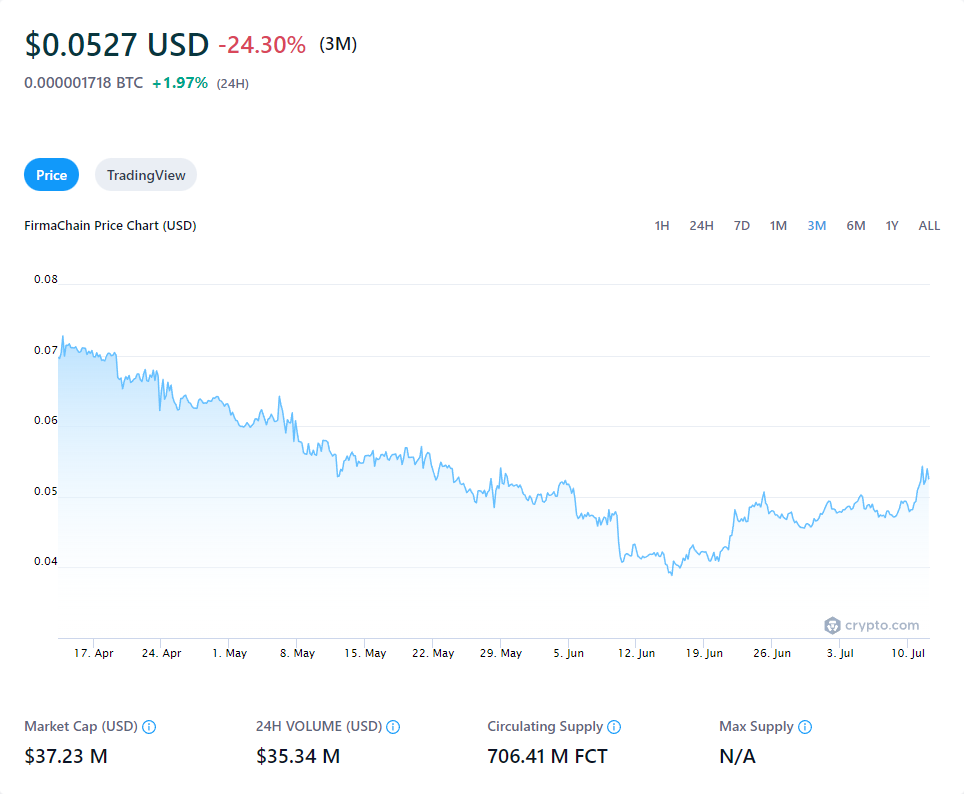 $0.0527 USD -24.30% (3M)
0.000001718 BTC +1.97% (24H)
Price TradingView
FirmaChain Price Chart (USD) 1H 24H 7D 1M 3M 6M 1Y ALL
0.08
0.07
0.06
0.05
0.04
crypto.com
17. Apr 24. Apr 1. May 8. May 15. May 22. May 29. May 5. Jun 12. Jun 19. Jun 26. Jun 3. Jul 10. Jul
Market Cap (USD) 24H VOLUME (USD) Circulating Supply Max Supply
$37.23 M $35.34 M 706.41 M FCT N/A